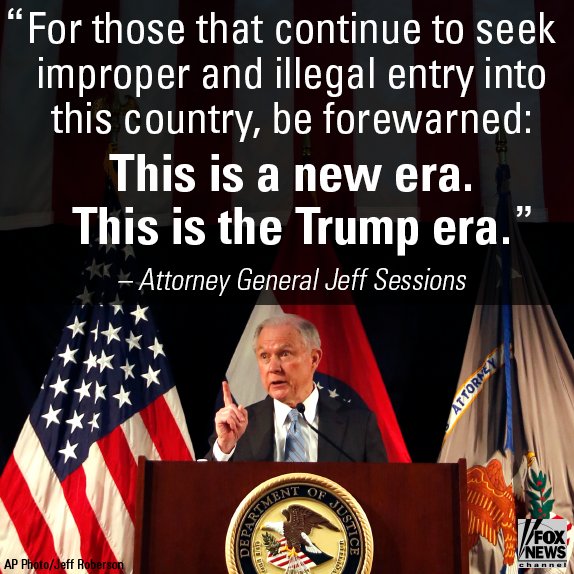 “For those that continue to seek
improper and illegal entry into
this country, be forewarned:
This is a new era.
This is the Trump era.”
– Attorney General Jeff Sessions
ATTORNEY
DEPARTMENT OF JUSTICE
AP Photo/Jeff Roberson
FOX
NEWS
channel